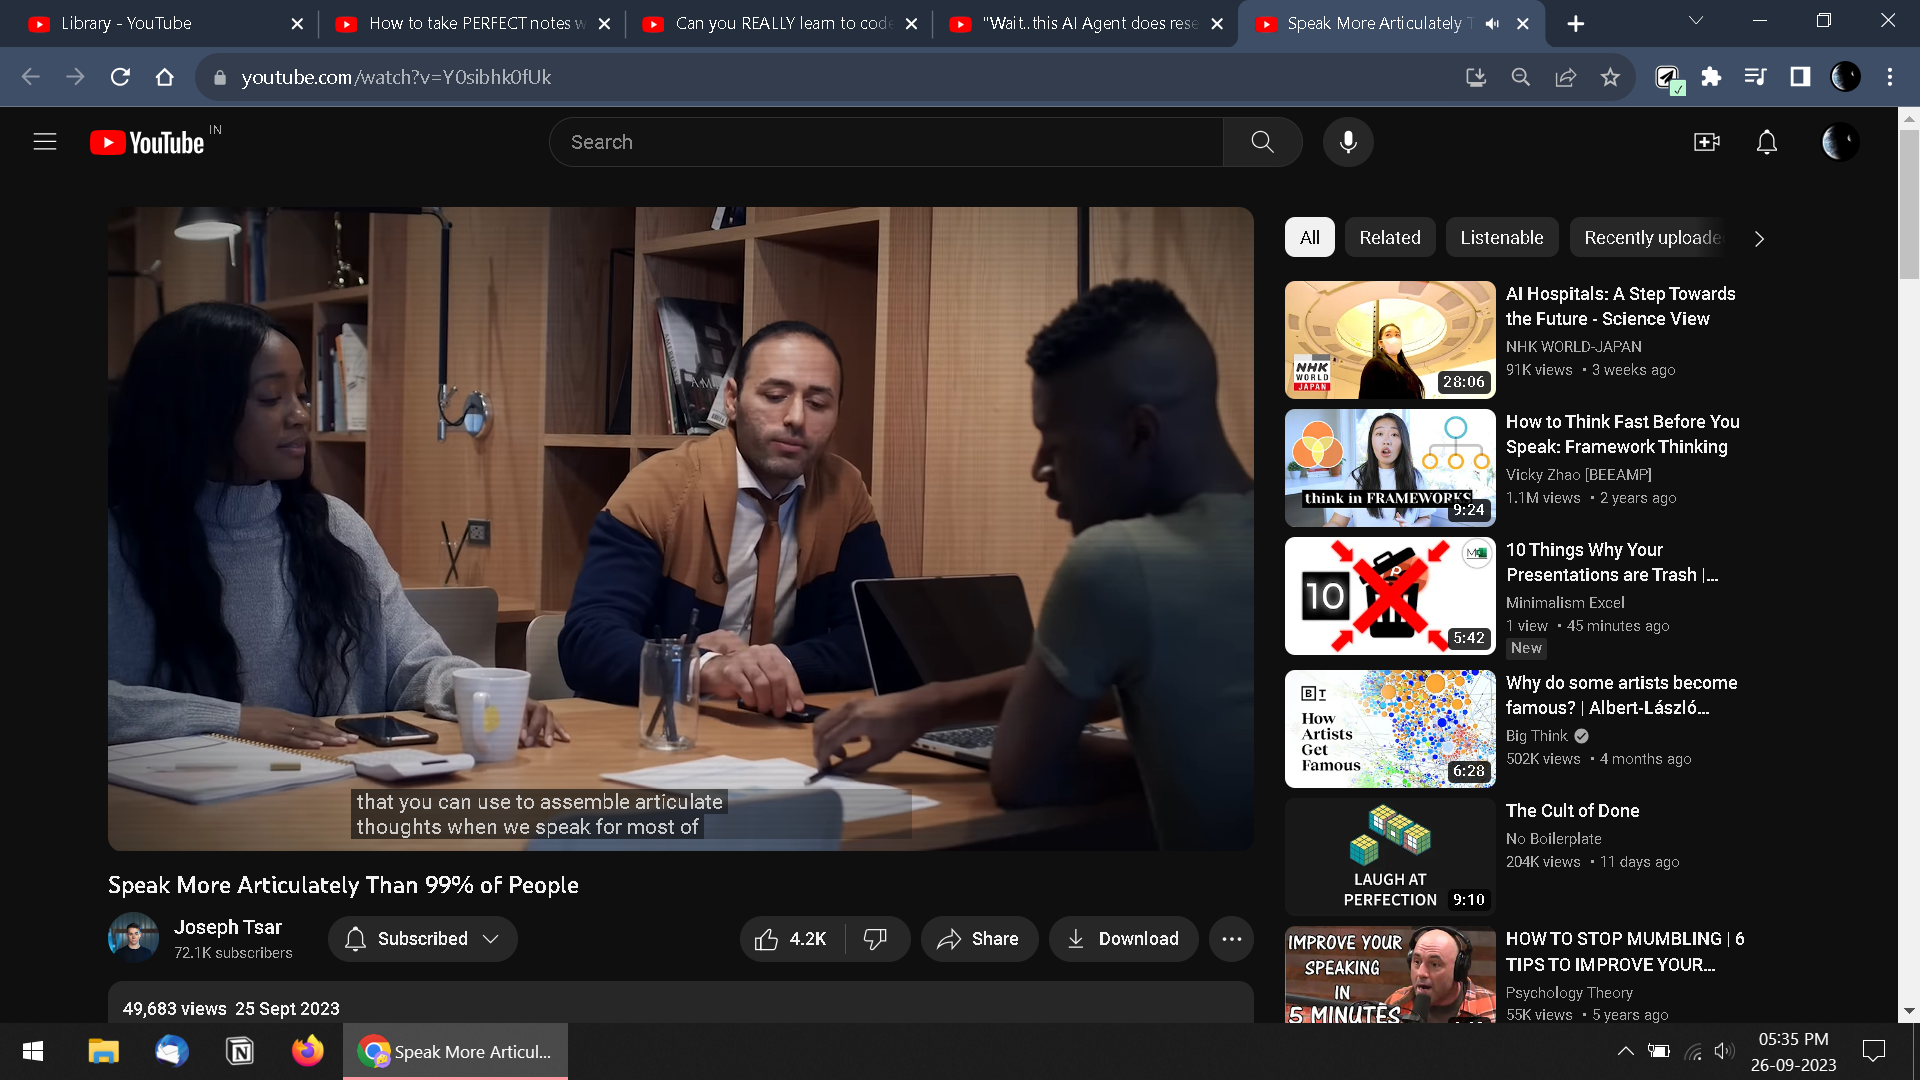 Library - YouTube
How to take PERFECT notes w
Can you REALLY learn to code
"Wait..this AI Agent does rese
Speak More Articulately T
youtube.com/watch?v=Y0sibhk0fUk
YouTube IN
Search
All
Related
Listenable
Recently uploade
AI Hospitals: A Step Towards
the Future - Science View
NHK WORLD-JAPAN
91K views • 3 weeks ago
NHK
WORLD
JAPAN
28:06
How to Think Fast Before You
Speak: Framework Thinking
Vicky Zhao [BEEAMP]
1.1M views • 2 years ago
think in FRAMEWORKS
9:24
10 Things Why Your
Presentations are Trash |...
Minimalism Excel
1 view • 45 minutes ago
New
10
5:42
Why do some artists become
famous? | Albert-László...
Big Think
502K views • 4 months ago
B T
How
Artists
Get
Famous
6:28
The Cult of Done
No Boilerplate
204K views • 11 days ago
LAUGH AT
PERFECTION
9:10
HOW TO STOP MUMBLING | 6
TIPS TO IMPROVE YOUR...
Psychology Theory
55K views • 5 years ago
IMPROVE YOUR
SPEAKING
IN
5 MINUTES
that you can use to assemble articulate
thoughts when we speak for most of
Speak More Articulately Than 99% of People
Joseph Tsar
72.1K subscribers
Subscribed
4.2K
Share
Download
49,683 views 25 Sept 2023
Speak More Articul...
05:35 PM
26-09-2023